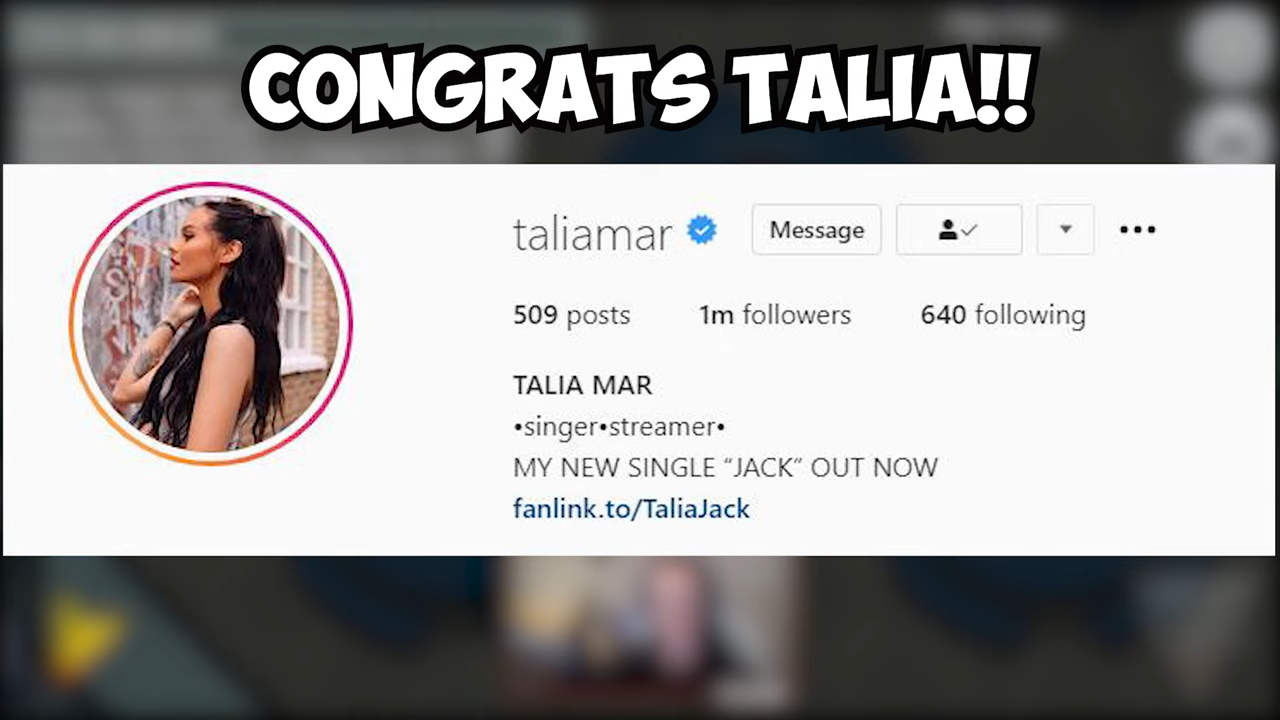 CONGRATS TALIA!!
taliamar Message
509 posts 1m followers 640 following
TALIA MAR
•singer•streamer•
MY NEW SINGLE “JACK” OUT NOW
fanlink.to/TaliaJack